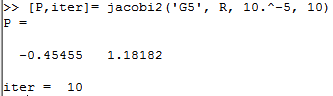 >> [P,iter]= jacobi2('G5', R, 10.^-5, 10)
P =
-0.45455 1.18182
iter = 10